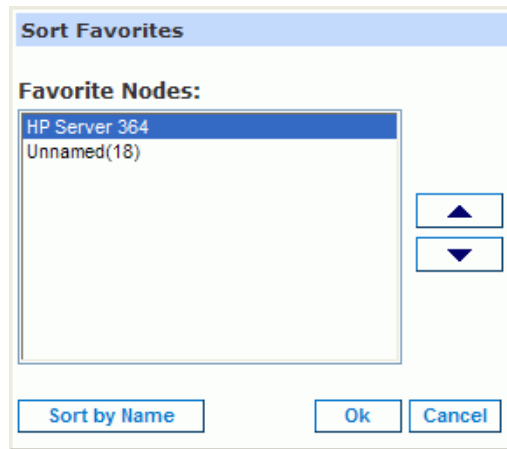 Sort Favorites
Favorite Nodes:
HP Server 364
Unnamed(18)
Sort by Name
Ok
Cancel